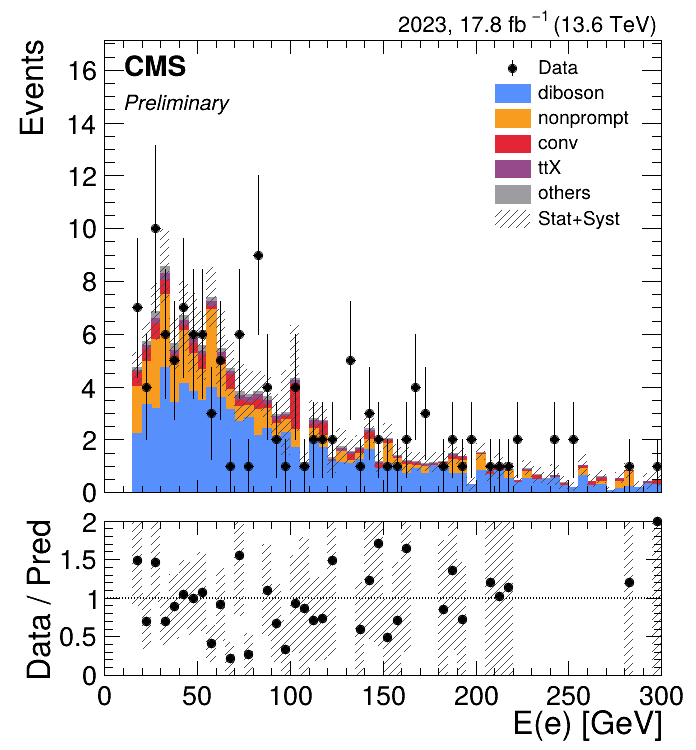 2023, 17.8 fb⁻¹ (13.6 TeV)
CMS
Preliminary
Events
16
14
12
10
8
6
4
2
0
Data
diboson
nonprompt
conv
ttX
others
Stat+Syst
Data / Pred
2
1.5
1
0.5
0
0 50 100 150 200 250 300
E(e) [GeV]